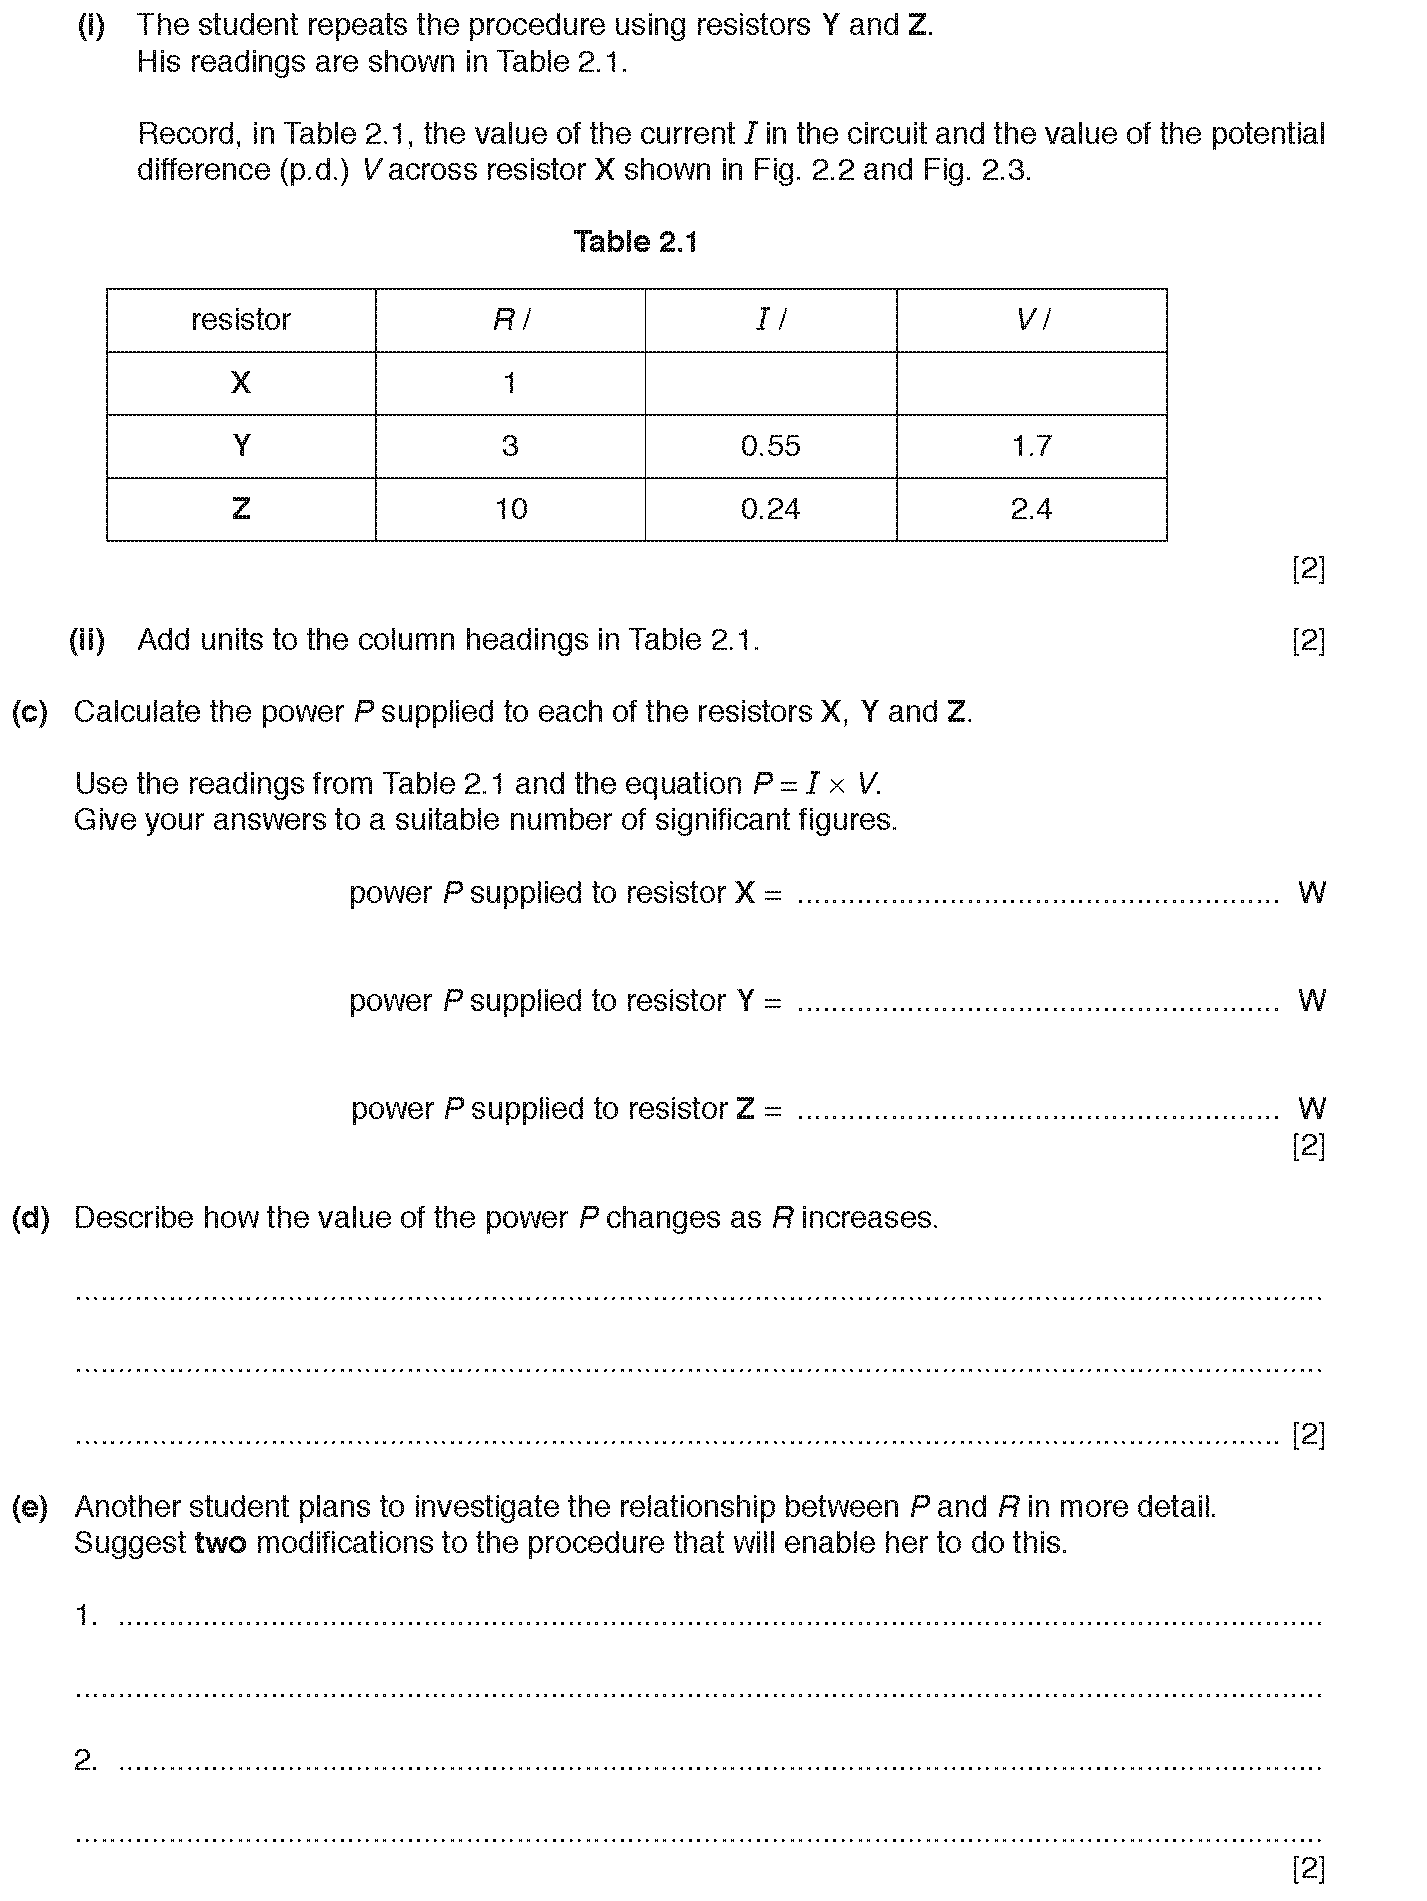 (i) The student repeats the procedure using resistors Y and Z.
His readings are shown in Table 2.1.
Record, in Table 2.1, the value of the current I in the circuit and the value of the potential
difference (p.d.) V across resistor X shown in Fig. 2.2 and Fig. 2.3.
Table 2.1
resistor R / I / V /
X 1
Y 3 0.55 1.7
Z 10 0.24 2.4
[2]
(ii) Add units to the column headings in Table 2.1. [2]
(c) Calculate the power P supplied to each of the resistors X, Y and Z.
Use the readings from Table 2.1 and the equation P = I × V.
Give your answers to a suitable number of significant figures.
power P supplied to resistor X = .......................................................... W
power P supplied to resistor Y = .......................................................... W
power P supplied to resistor Z = .......................................................... W
[2]
(d) Describe how the value of the power P changes as R increases.
...................................................................................................................................................
...................................................................................................................................................
.............................................................................................................................................. [2]
(e) Another student plans to investigate the relationship between P and R in more detail.
Suggest two modifications to the procedure that will enable her to do this.
1. ..............................................................................................................................................
...................................................................................................................................................
2. ..............................................................................................................................................
...................................................................................................................................................
[2]